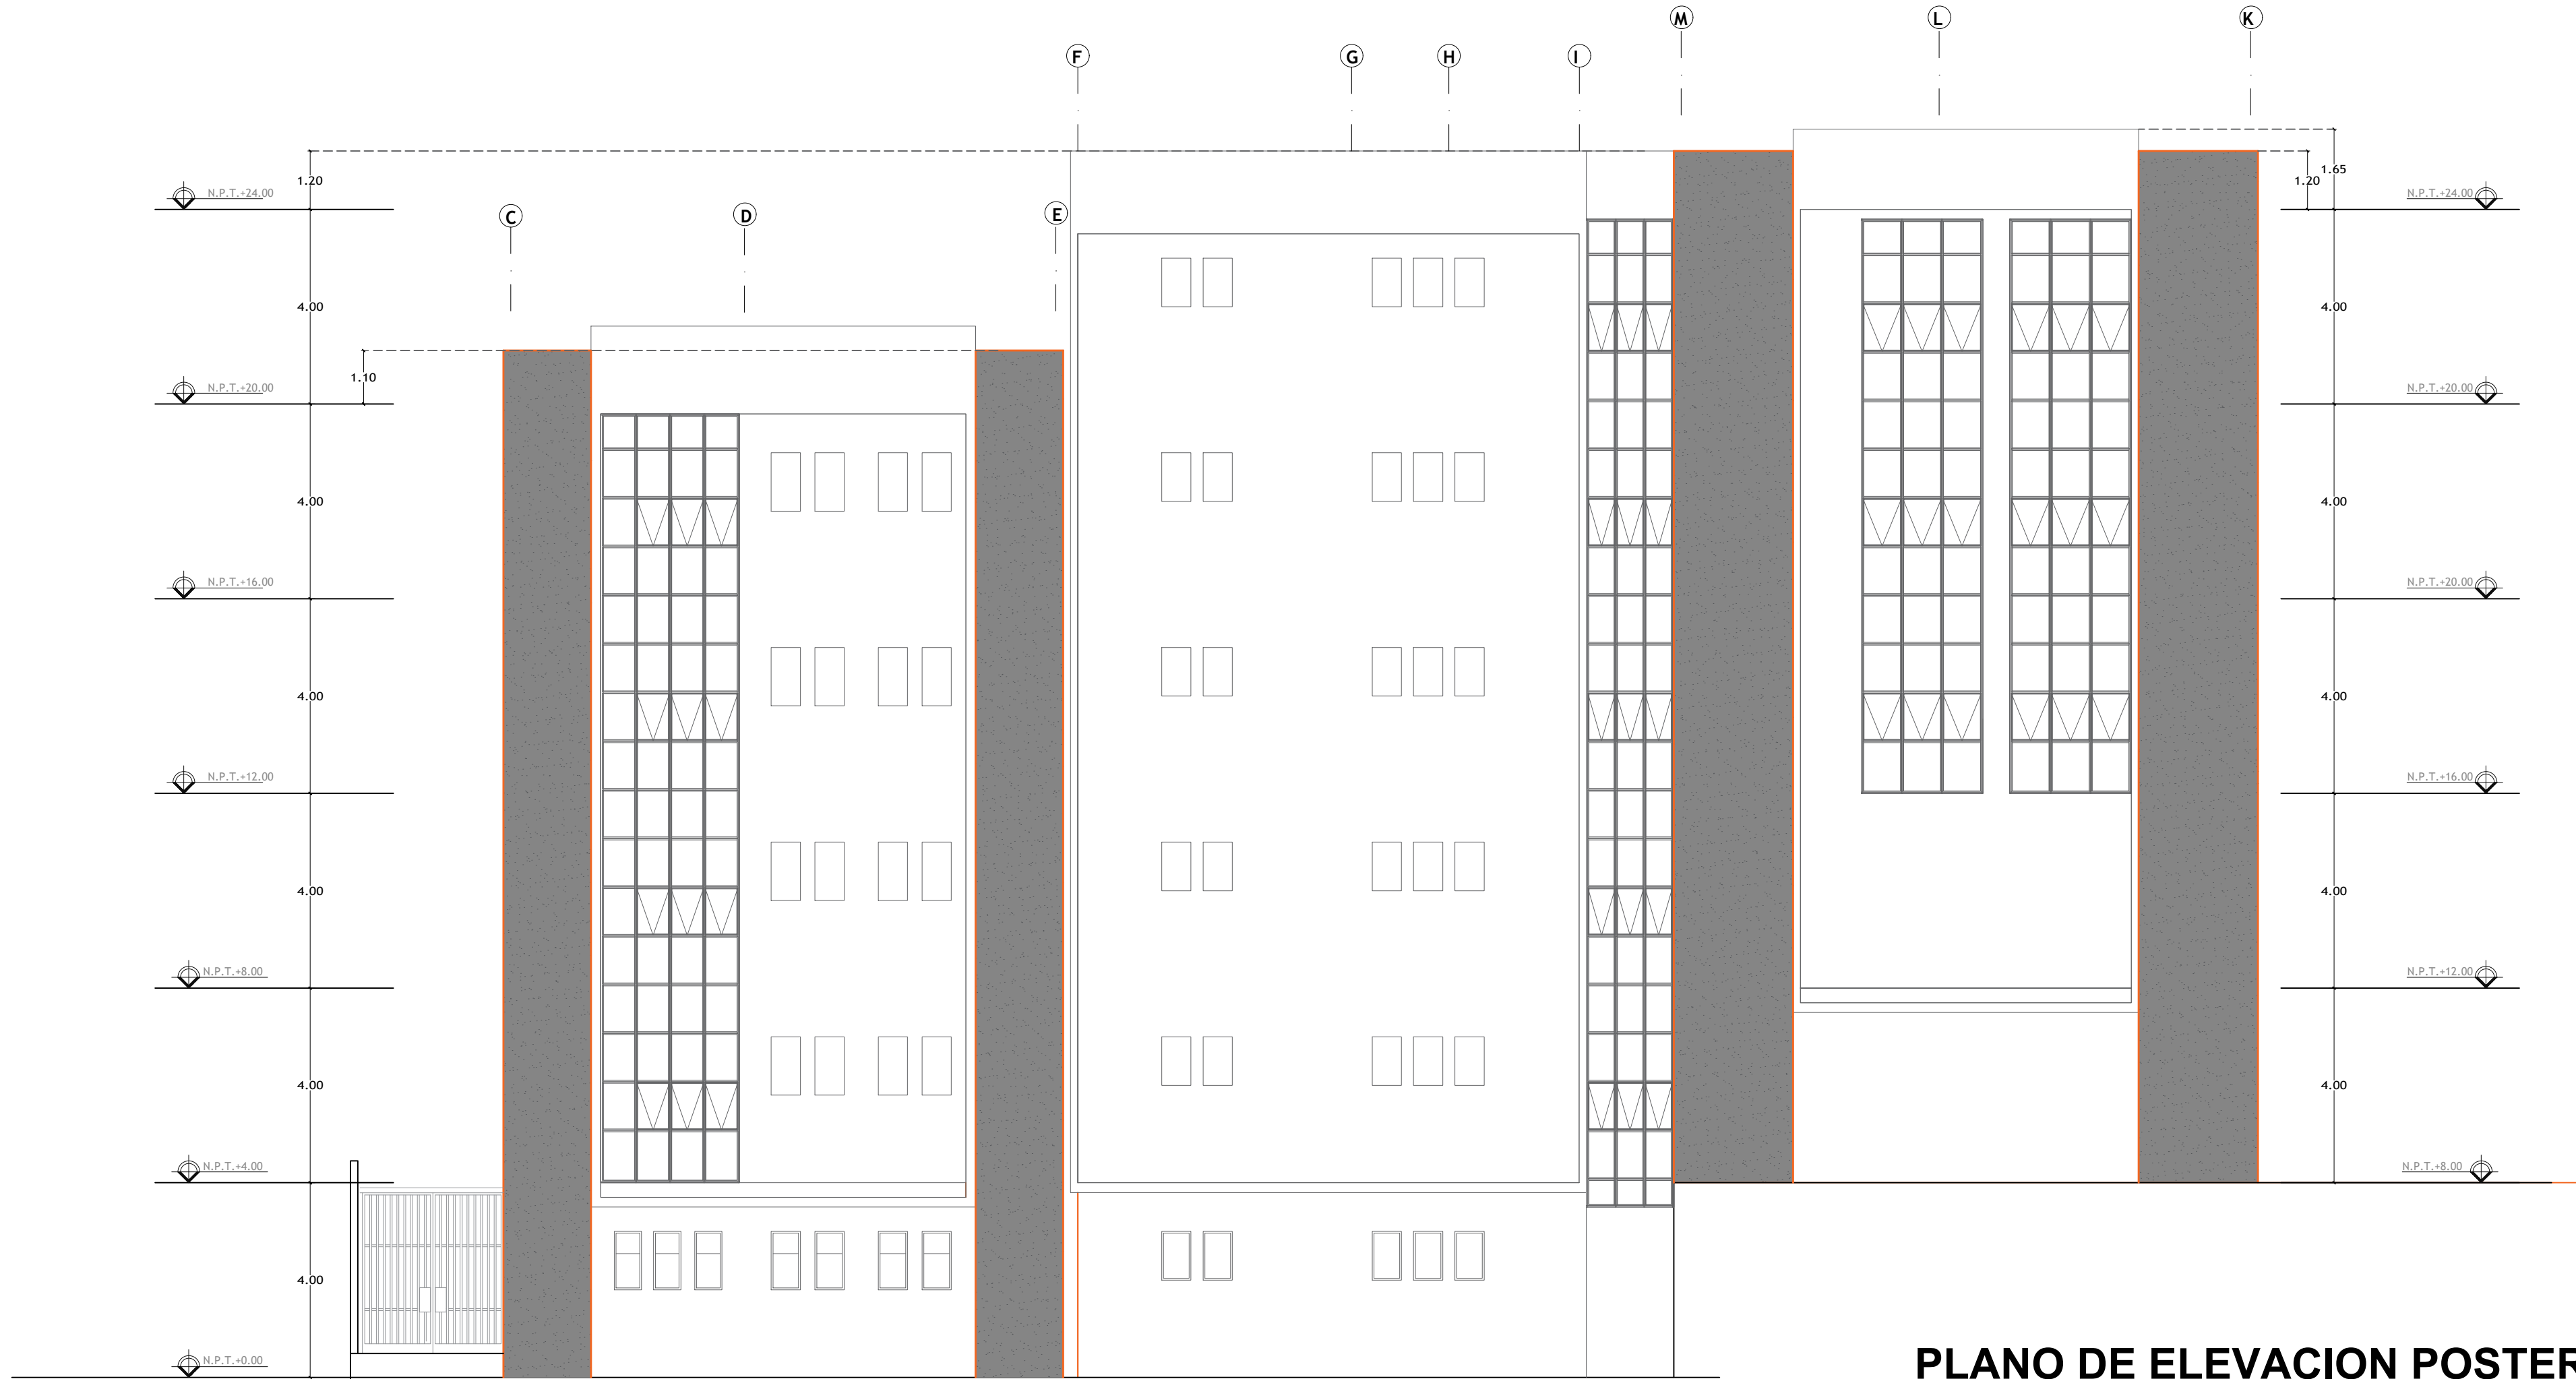 M L K
F G H I
1.20 1.65
N.P.T.+24.00 1.20 N.P.T.+24.00
C D E
4.00 4.00
1.10
N.P.T.+20.00 N.P.T.+20.00
4.00 4.00
N.P.T.+16.00 N.P.T.+20.00
4.00 4.00
N.P.T.+12.00 N.P.T.+16.00
4.00 4.00
N.P.T.+8.00 N.P.T.+12.00
4.00 4.00
N.P.T.+4.00 N.P.T.+8.00
4.00
N.P.T.+0.00
PLANO DE ELEVACION POSTER